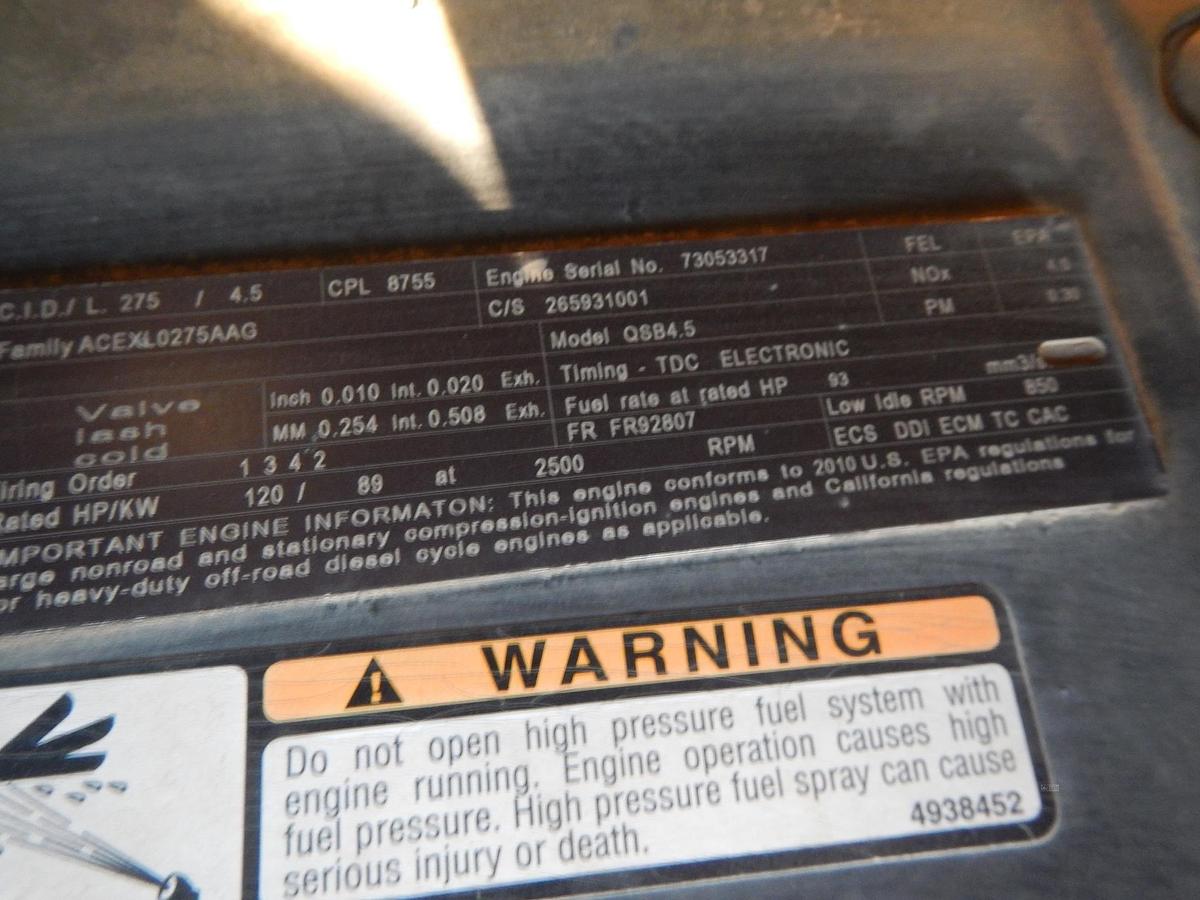 C.I.D./ L. 275 / 4.5
CPL 8755
Engine Serial No. 73053317
FEL
EPA
C/S 265931001
NOx
PM
Family ACEXL0275AAG
Model QSB4.5
Timing - TDC ELECTRONIC
Valve
lash
cold
Inch 0.010 Int. 0.020 Exh.
MM 0.254 Int. 0.508 Exh.
Fuel rate at rated HP 93
FR FR92807
Low Idle RPM 850
iring Order 1 3 4 2
ECS DDI ECM TC CAC
Rated HP/KW 120 / 89 at 2500 RPM
MPORTANT ENGINE INFORMATON: This engine conforms to 2010 U.S. EPA regulations for
arge nonroad and stationary compression-ignition engines and California regulations
or heavy-duty off-road diesel cycle engines as applicable.
WARNING
Do not open high pressure fuel system with
engine running. Engine operation causes high
fuel pressure. High pressure fuel spray can cause
serious injury or death.
4938452